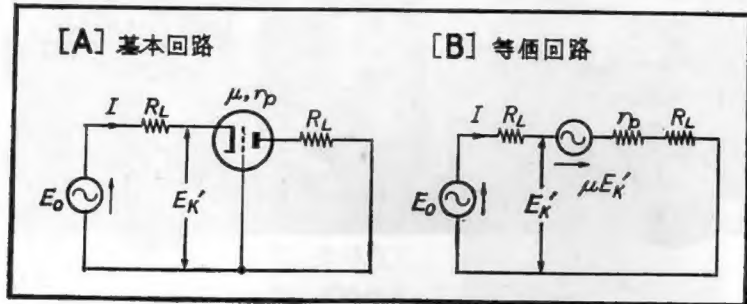 [A] 基本回路
[B] 等価回路
I R_L μ, r_p R_L
E_o E_K′
I R_L r_p R_L
μE_K′
E_o E_K′